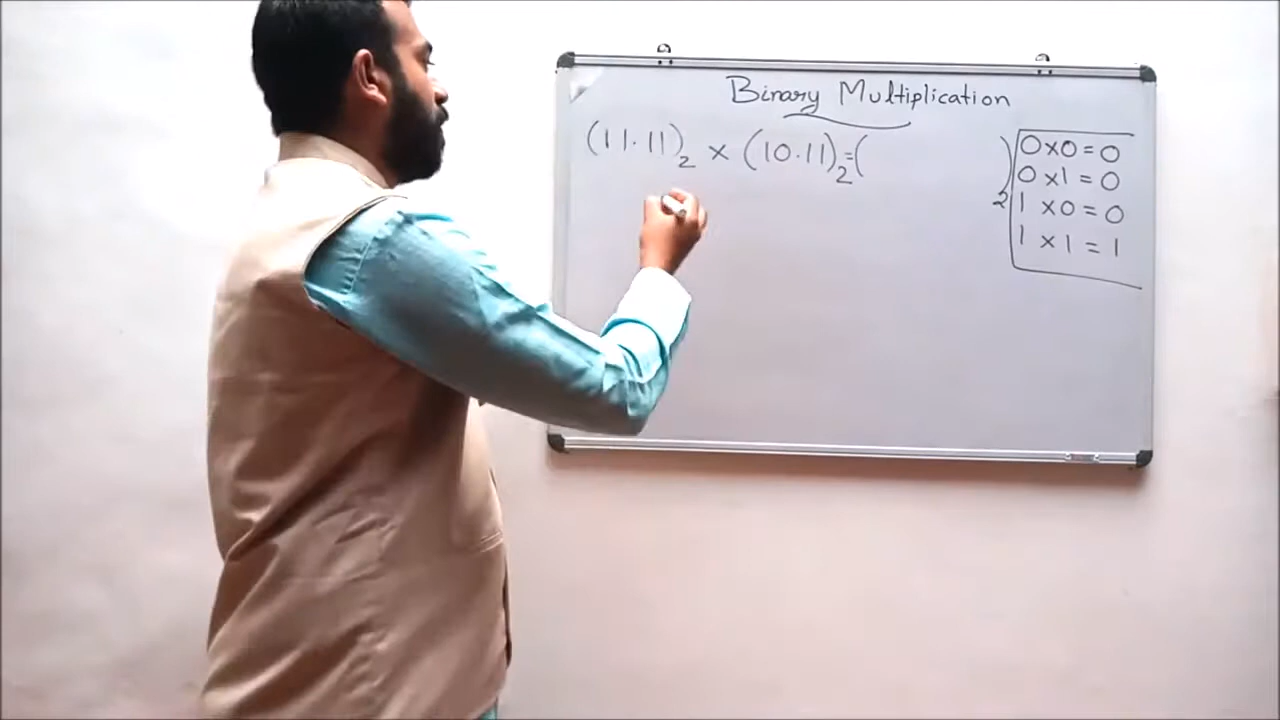 Binary Multiplication
(11.11)₂ × (10.11)₂=(      )₂
0×0=0
0×1=0
1×0=0
1×1=1